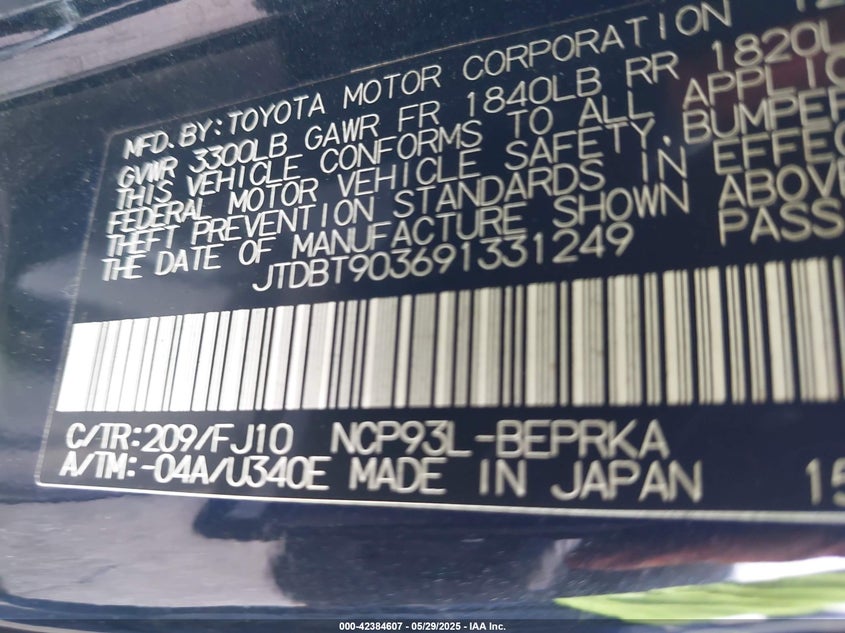 MFD. BY: TOYOTA MOTOR CORPORATION 12
GVWR 3300LB GAWR FR 1840LB RR 1820L
THIS VEHICLE CONFORMS TO ALL APPLIC
FEDERAL MOTOR VEHICLE SAFETY, BUMPER
THEFT PREVENTION STANDARDS IN EFFEC
THE DATE OF MANUFACTURE SHOWN ABOVE
JTDBT903691331249 PASS
C/TR:209/FJ10 NCP93L-BEPRKA
A/TM:-04A/U340E MADE IN JAPAN 15
000-42384607 - 05/29/2025 - IAA Inc.